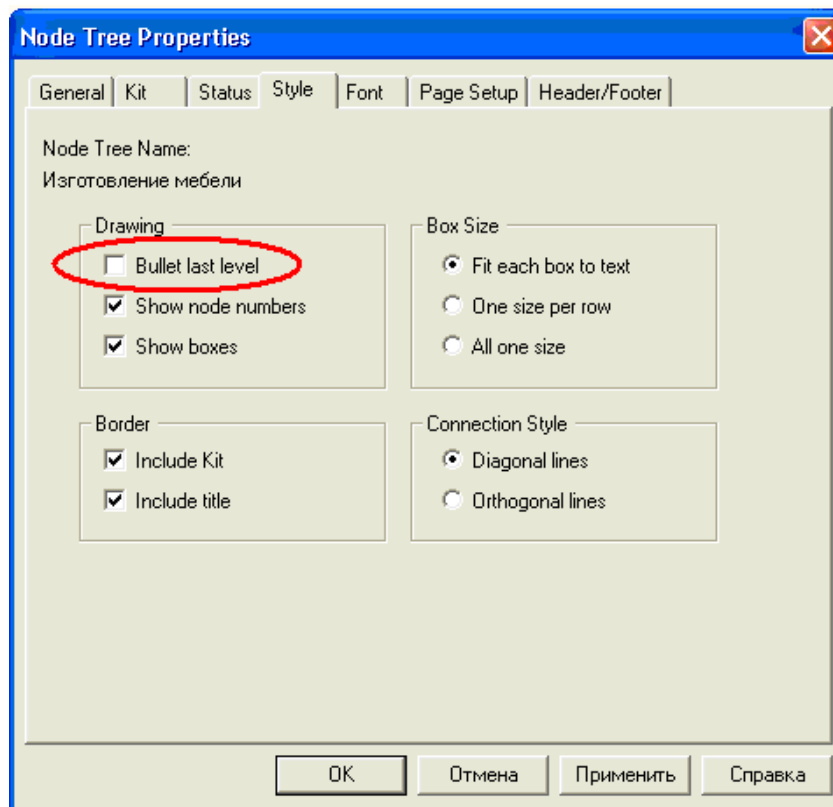 Node Tree Properties
General Kit Status Style Font Page Setup Header/Footer
Node Tree Name:
Изготовление мебели
Drawing
Bullet last level
Show node numbers
Show boxes
Box Size
Fit each box to text
One size per row
All one size
Border
Include Kit
Include title
Connection Style
Diagonal lines
Orthogonal lines
OK Отмена Применить Справка